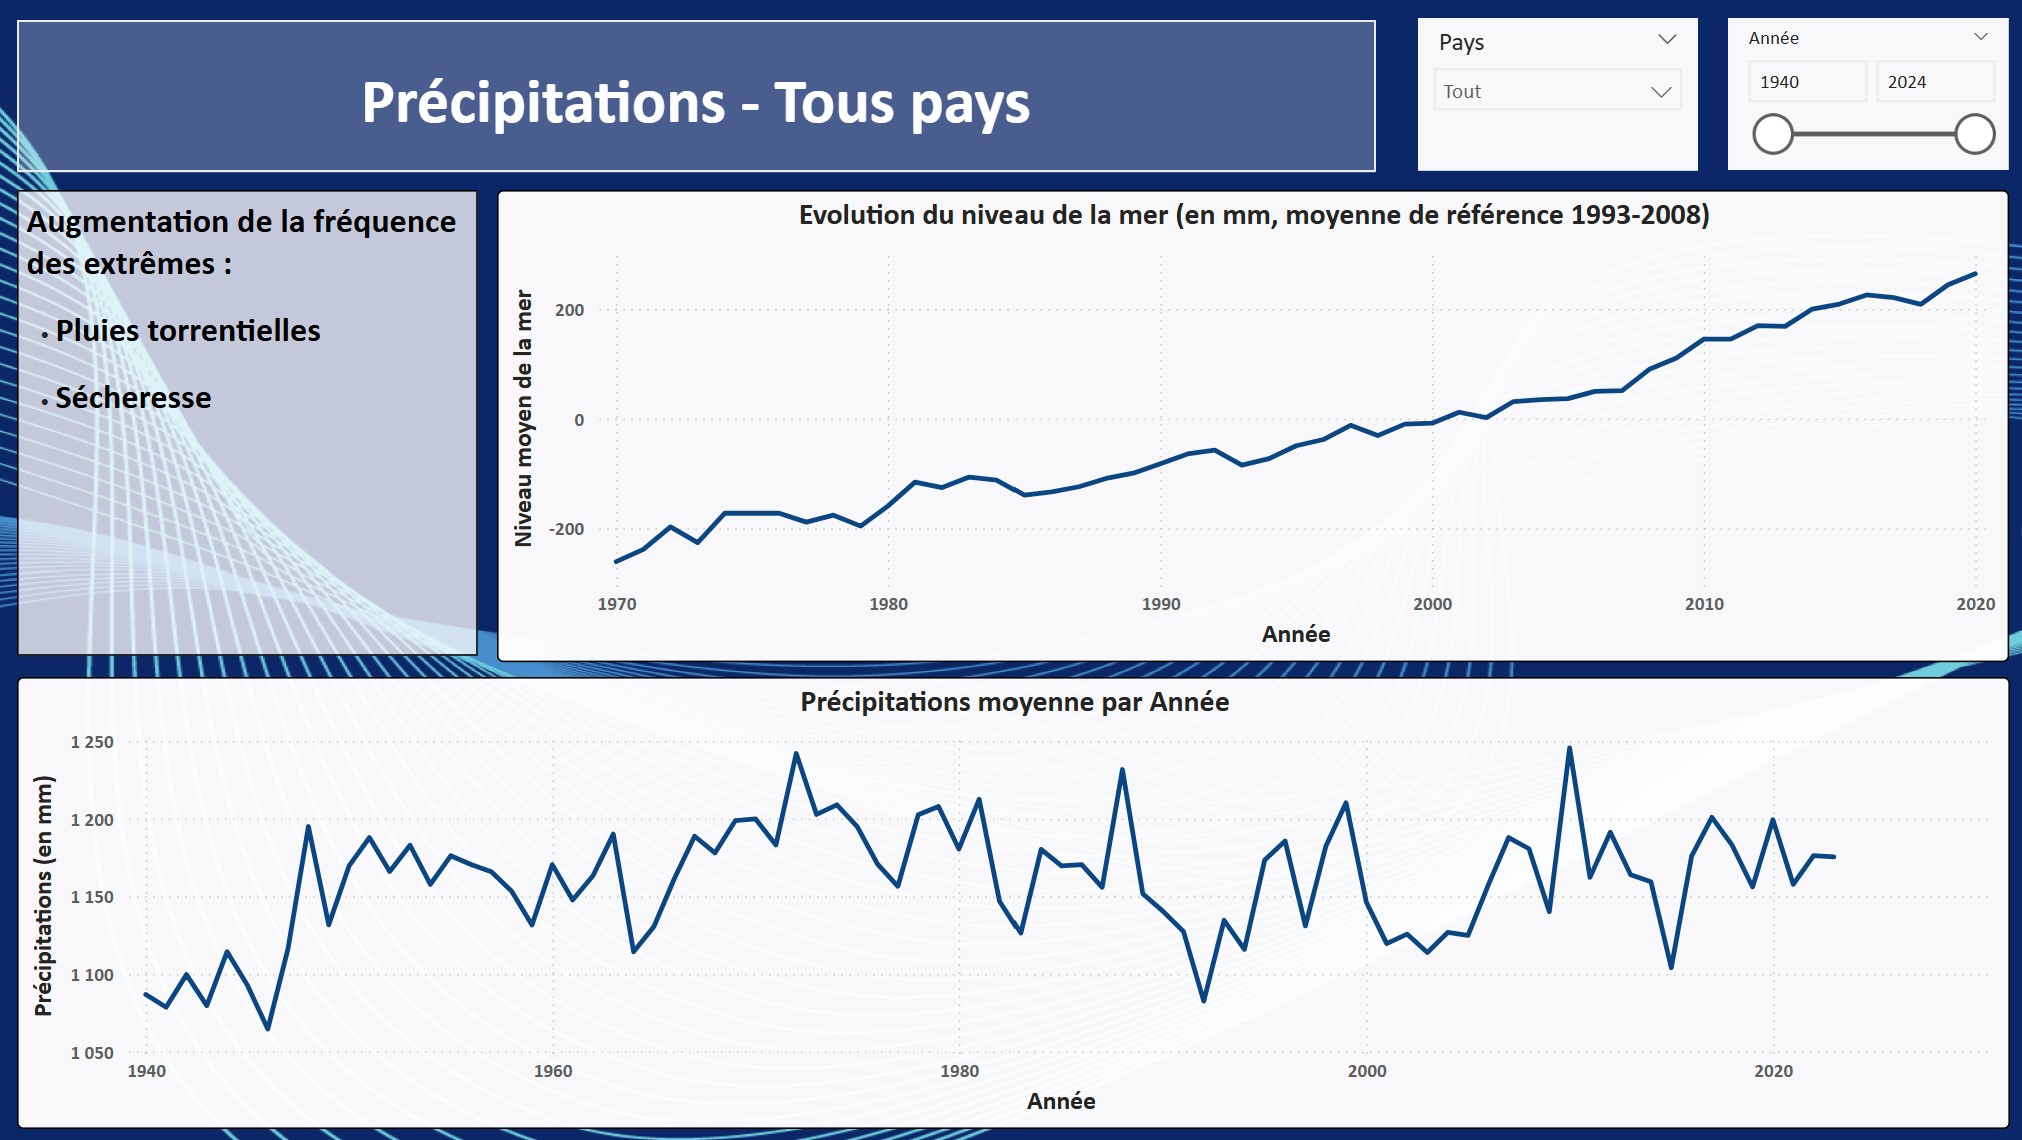 Précipitations - Tous pays
Pays
Tout
Année
1940
2024
Augmentation de la fréquence
des extrêmes :
• Pluies torrentielles
• Sécheresse
Evolution du niveau de la mer (en mm, moyenne de référence 1993-2008)
Niveau moyen de la mer
200
0
-200
1970
1980
1990
2000
2010
2020
Année
Précipitations moyenne par Année
Précipitations (en mm)
1 250
1 200
1 150
1 100
1 050
1940
1960
1980
2000
2020
Année